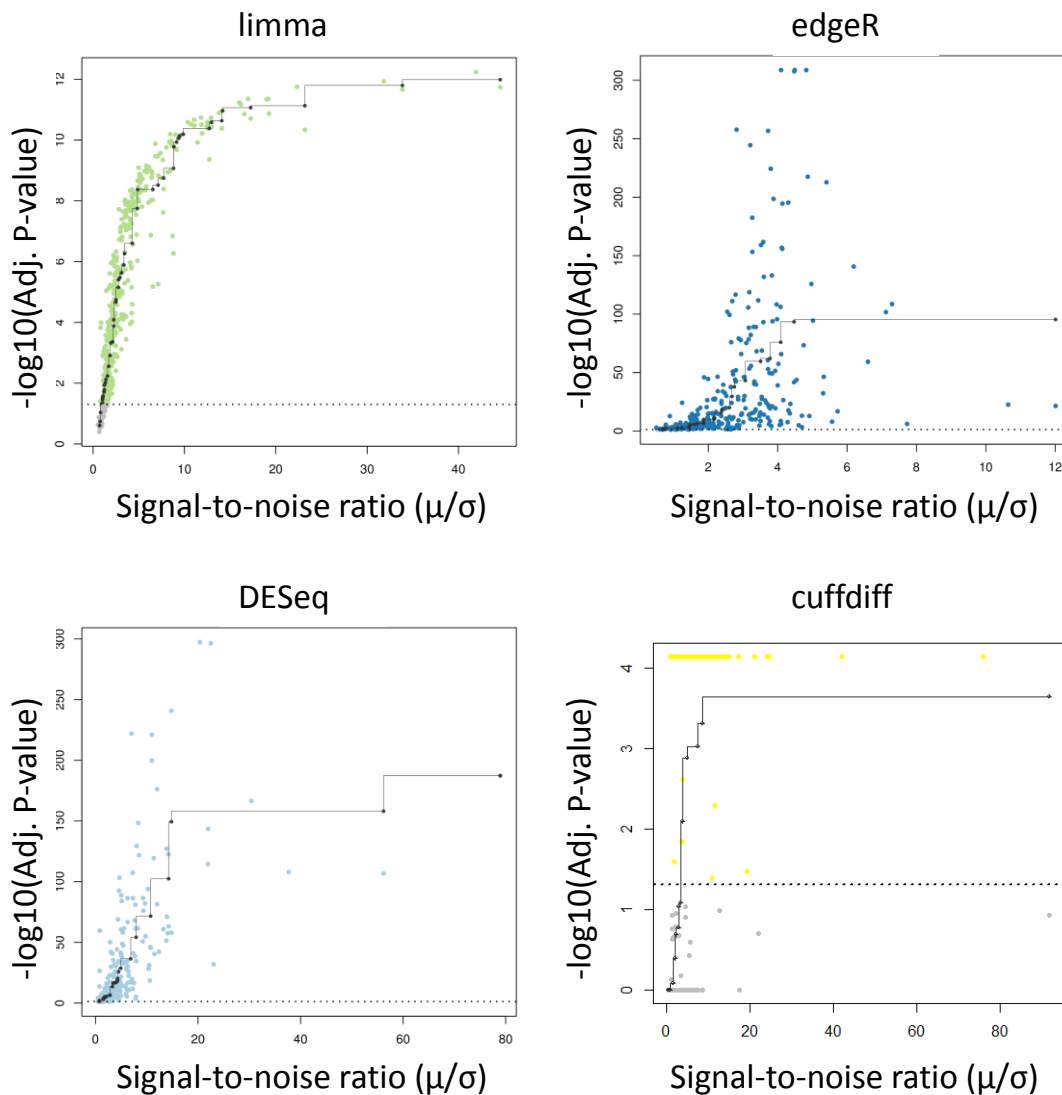 limma
edgeR
-log10(Adj. P-value)
0 2 4 6 8 10 12
0 10 20 30 40
Signal-to-noise ratio (μ/σ)
-log10(Adj. P-value)
0 50 100 150 200 250 300
2 4 6 8 10 12
Signal-to-noise ratio (μ/σ)
DESeq
cuffdiff
-log10(Adj. P-value)
0 50 100 150 200 250 300
0 20 40 60 80
Signal-to-noise ratio (μ/σ)
-log10(Adj. P-value)
0 1 2 3 4
0 20 40 60 80
Signal-to-noise ratio (μ/σ)